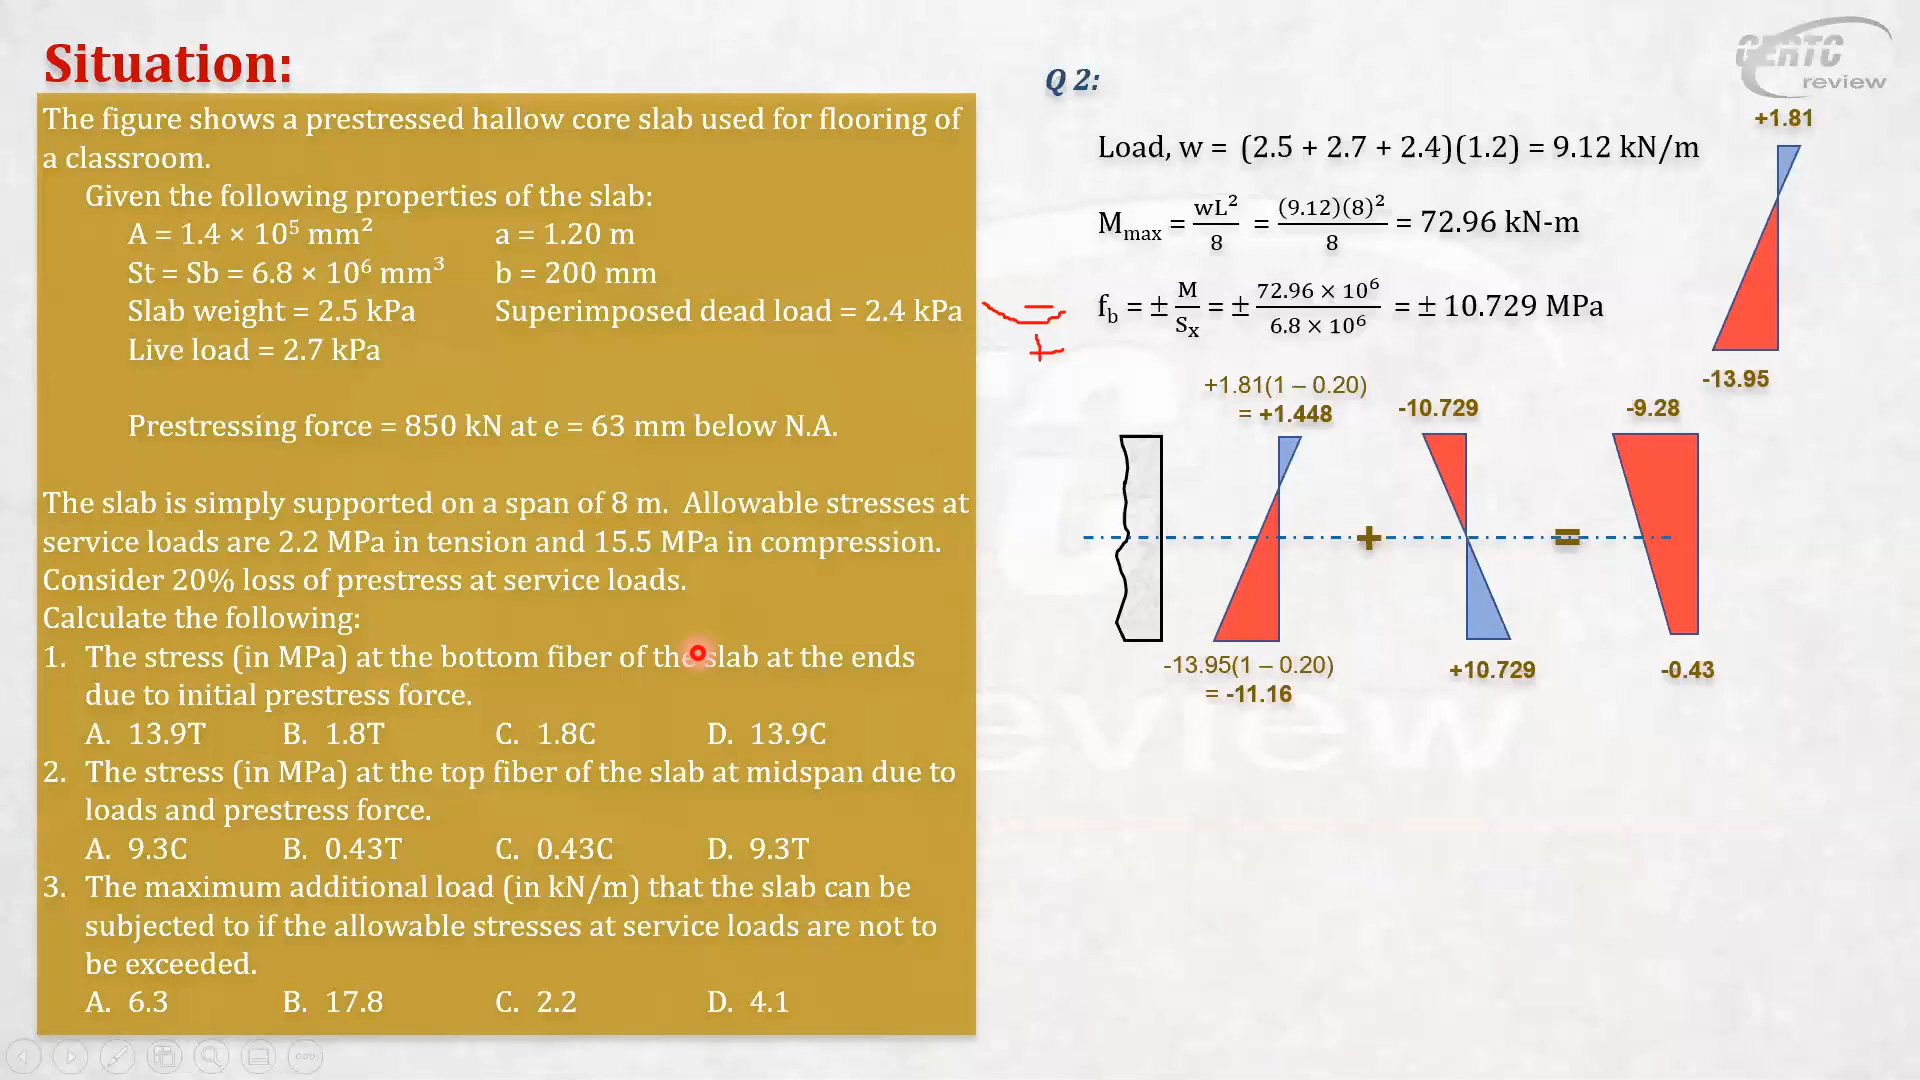 Situation:
The figure shows a prestressed hallow core slab used for flooring of
a classroom.
Given the following properties of the slab:
A = 1.4 × 10⁵ mm² a = 1.20 m
St = Sb = 6.8 × 10⁶ mm³ b = 200 mm
Slab weight = 2.5 kPa Superimposed dead load = 2.4 kPa
Live load = 2.7 kPa
Prestressing force = 850 kN at e = 63 mm below N.A.
The slab is simply supported on a span of 8 m. Allowable stresses at
service loads are 2.2 MPa in tension and 15.5 MPa in compression.
Consider 20% loss of prestress at service loads.
Calculate the following:
1. The stress (in MPa) at the bottom fiber of the slab at the ends
due to initial prestress force.
A. 13.9T B. 1.8T C. 1.8C D. 13.9C
2. The stress (in MPa) at the top fiber of the slab at midspan due to
loads and prestress force.
A. 9.3C B. 0.43T C. 0.43C D. 9.3T
3. The maximum additional load (in kN/m) that the slab can be
subjected to if the allowable stresses at service loads are not to
be exceeded.
A. 6.3 B. 17.8 C. 2.2 D. 4.1
CERTC
review
Q 2:
+1.81
Load, w = (2.5 + 2.7 + 2.4)(1.2) = 9.12 kN/m
M_max = wL²/8 = (9.12)(8)²/8 = 72.96 kN-m
f_b = ± M/S_x = ± 72.96 × 10⁶/6.8 × 10⁶ = ± 10.729 MPa
−
+
-13.95
+1.81(1 – 0.20)
= +1.448
-10.729
-9.28
+
=
-13.95(1 – 0.20)
= -11.16
+10.729
-0.43
review